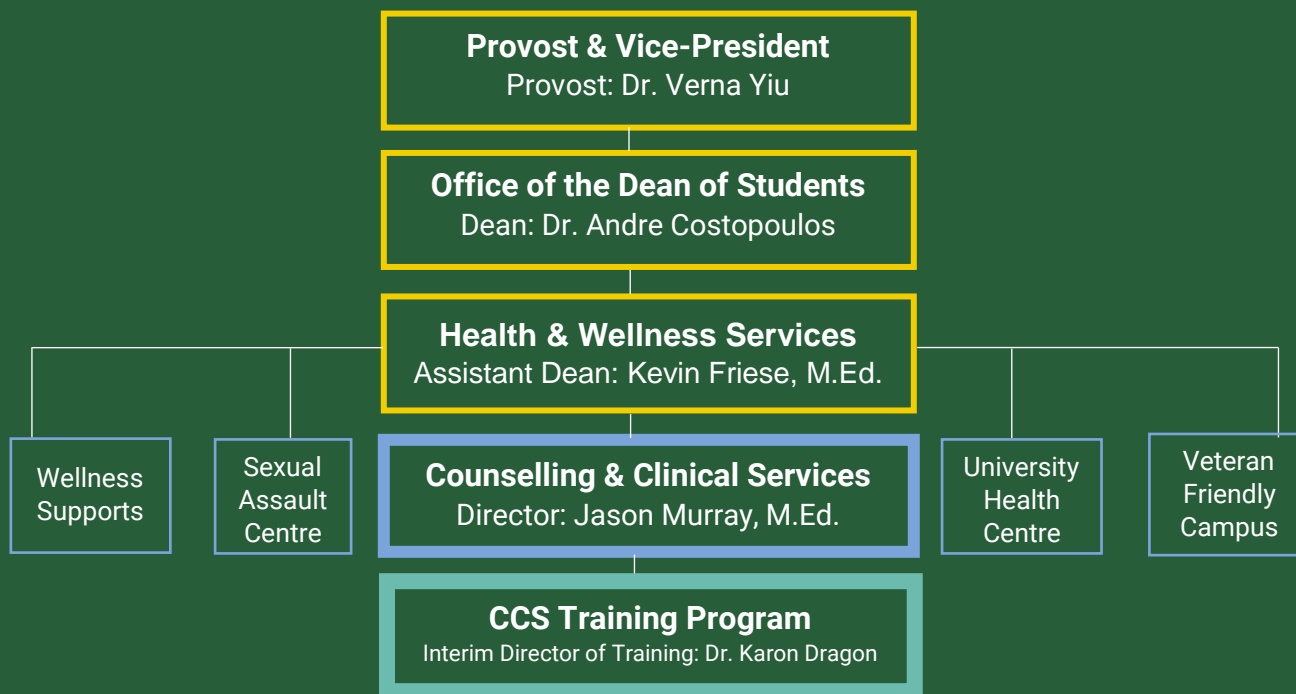 Provost & Vice-President
Provost: Dr. Verna Yiu
Office of the Dean of Students
Dean: Dr. Andre Costopoulos
Health & Wellness Services
Assistant Dean: Kevin Friese, M.Ed.
Wellness
Supports
Sexual
Assault
Centre
Counselling & Clinical Services
Director: Jason Murray, M.Ed.
University
Health
Centre
Veteran
Friendly
Campus
CCS Training Program
Interim Director of Training: Dr. Karon Dragon